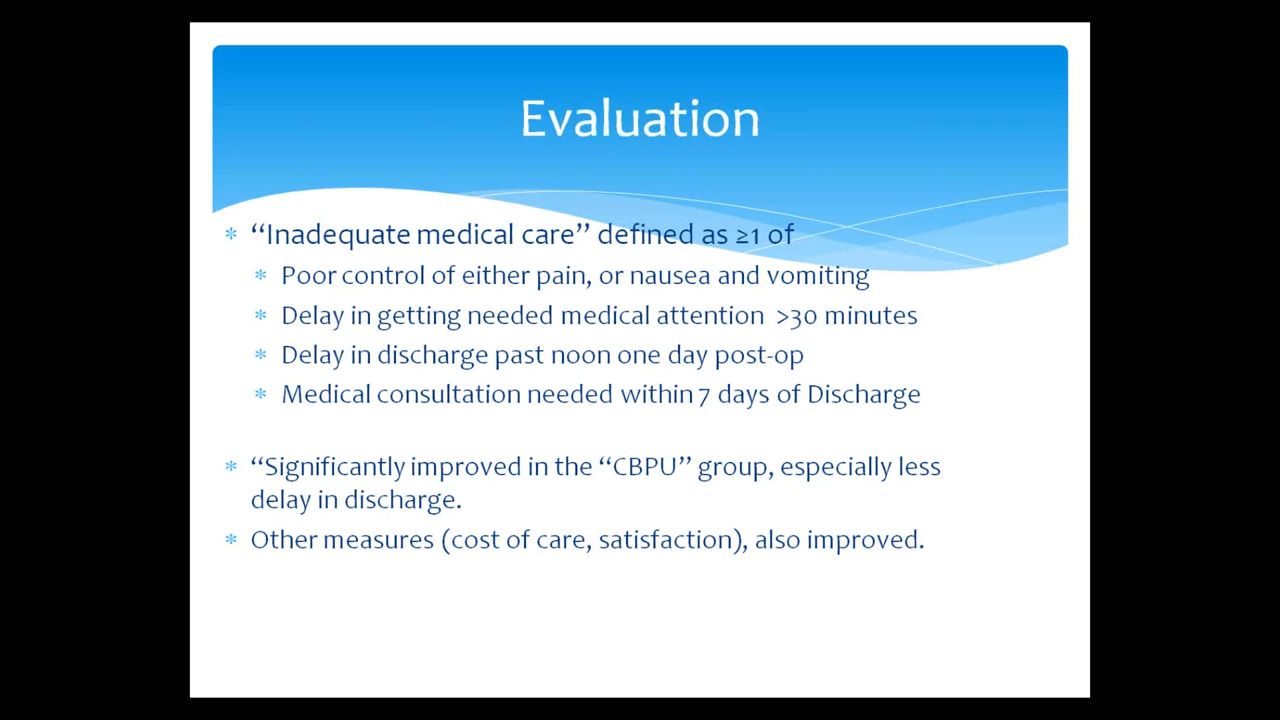 Evaluation
“Inadequate medical care” defined as ≥1 of
Poor control of either pain, or nausea and vomiting
Delay in getting needed medical attention >30 minutes
Delay in discharge past noon one day post-op
Medical consultation needed within 7 days of Discharge
“Significantly improved in the “CBPU” group, especially less
delay in discharge.
Other measures (cost of care, satisfaction), also improved.